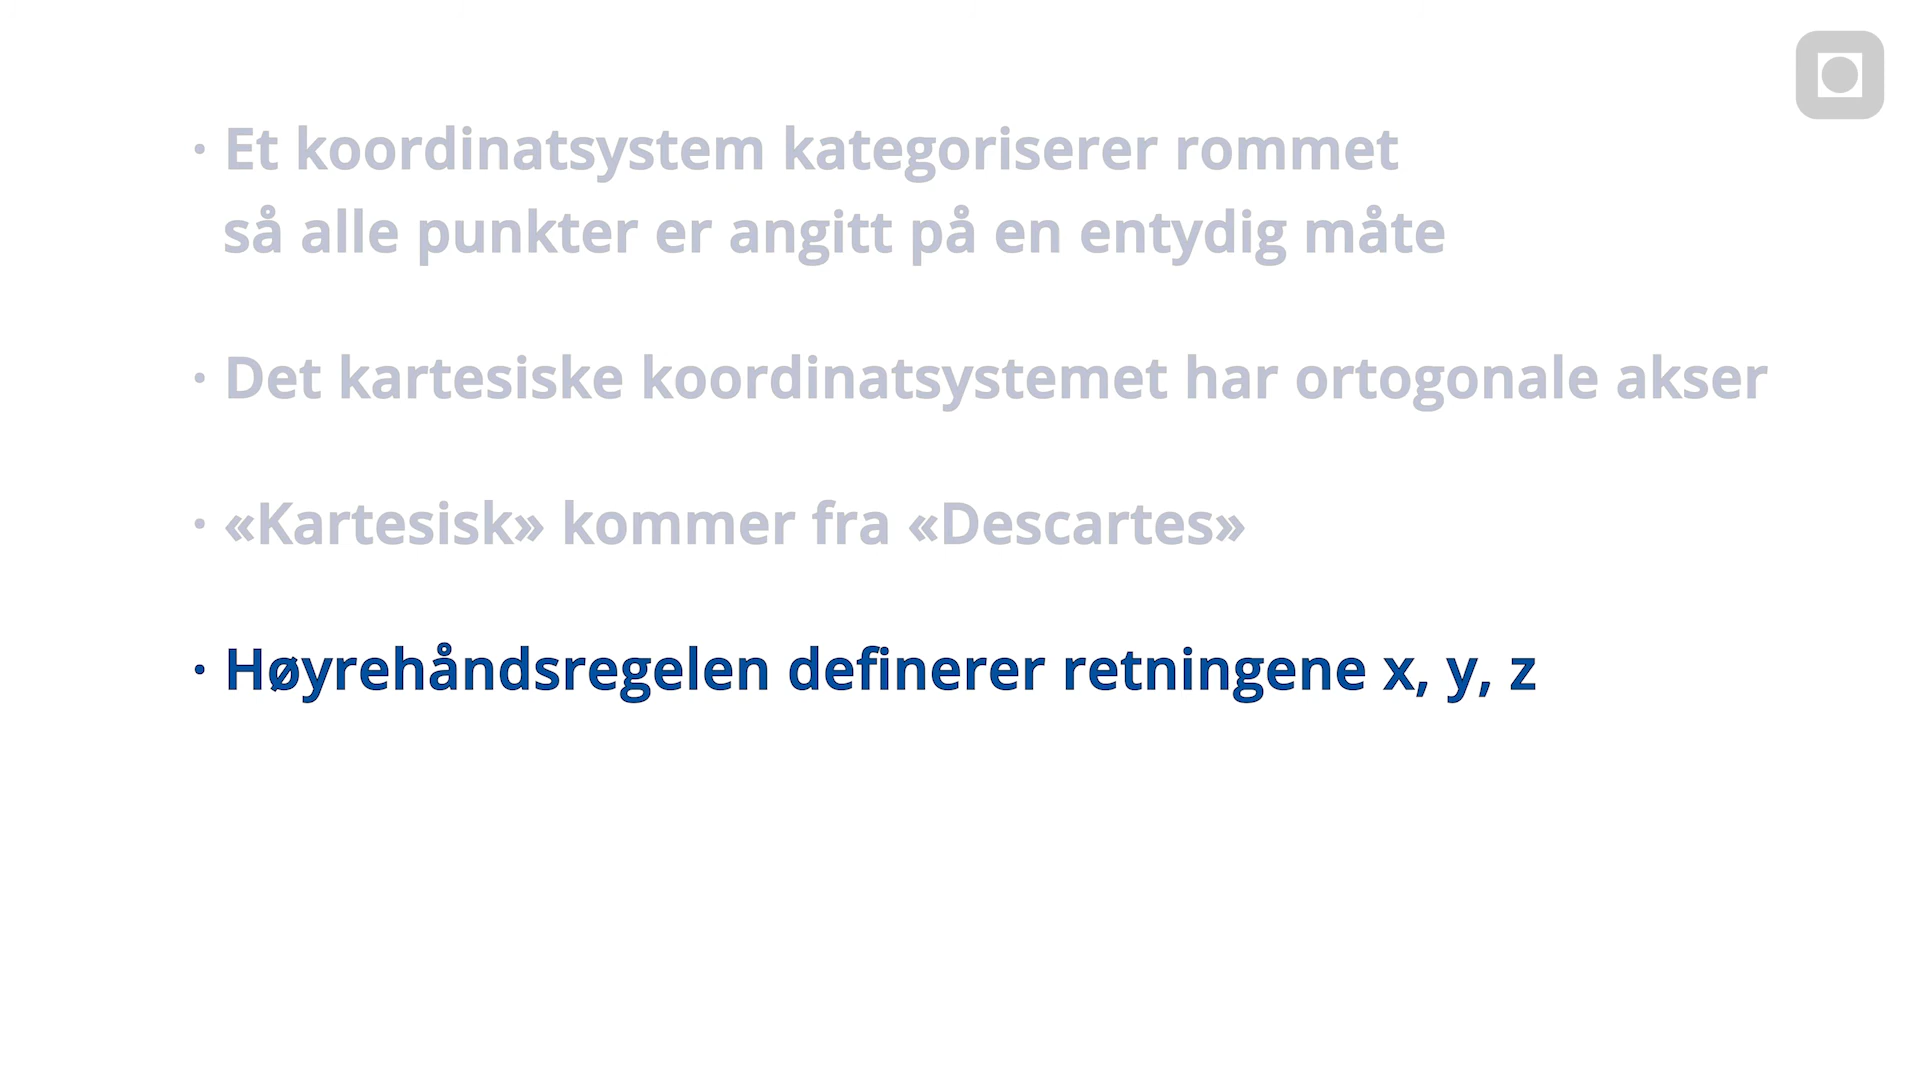 · Et koordinatsystem kategoriserer rommet
så alle punkter er angitt på en entydig måte
· Det kartesiske koordinatsystemet har ortogonale akser
· «Kartesisk» kommer fra «Descartes»
· Høyrehåndsregelen definerer retningene x, y, z